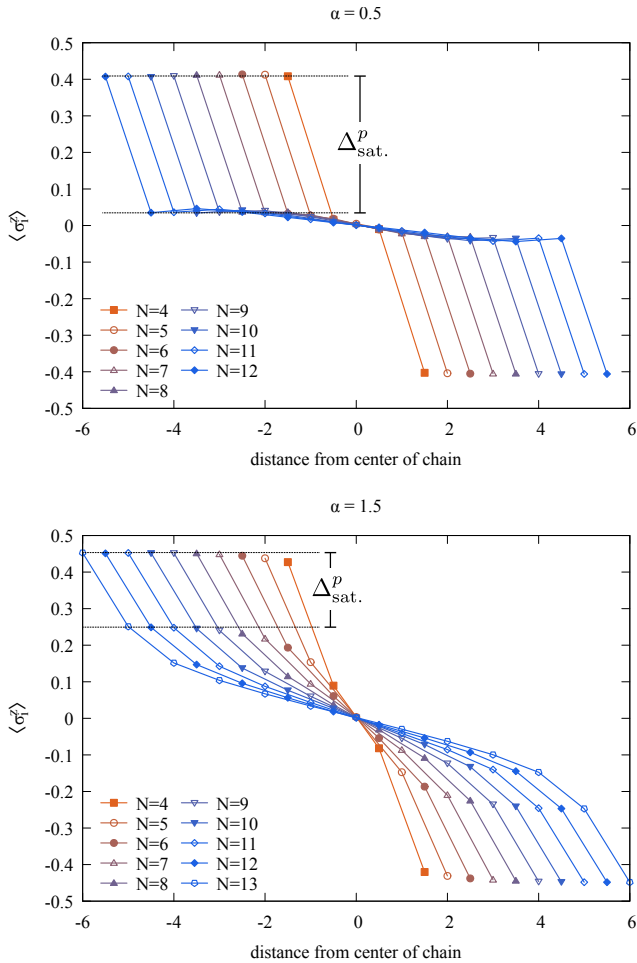 α = 0.5
0.5
0.4
0.3
0.2
0.1
0
-0.1
-0.2
-0.3
-0.4
-0.5
⟨σᵢᶻ⟩
Δᵖsat.
N=4 N=9
N=5 N=10
N=6 N=11
N=7 N=12
N=8
-6 -4 -2 0 2 4 6
distance from center of chain
α = 1.5
0.5
0.4
0.3
0.2
0.1
0
-0.1
-0.2
-0.3
-0.4
-0.5
⟨σᵢᶻ⟩
Δᵖsat.
N=4 N=9
N=5 N=10
N=6 N=11
N=7 N=12
N=8 N=13
-6 -4 -2 0 2 4 6
distance from center of chain